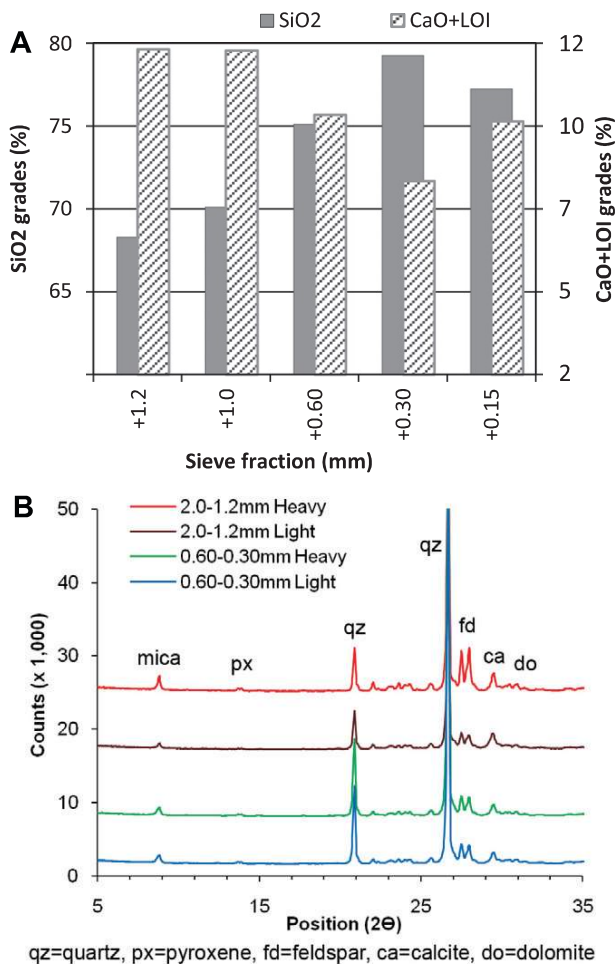 SiO2 CaO+LOI
A
80 12
75 10
70 7
65 5
2
SiO2 grades (%)
CaO+LOI grades (%)
+1.2 +1.0 +0.60 +0.30 +0.15
Sieve fraction (mm)
B
50
40
30
20
10
0
Counts (x 1,000)
2.0-1.2mm Heavy
2.0-1.2mm Light
0.60-0.30mm Heavy
0.60-0.30mm Light
mica px qz qz fd ca do
5 15 25 35
Position (2Θ)
qz=quartz, px=pyroxene, fd=feldspar, ca=calcite, do=dolomite